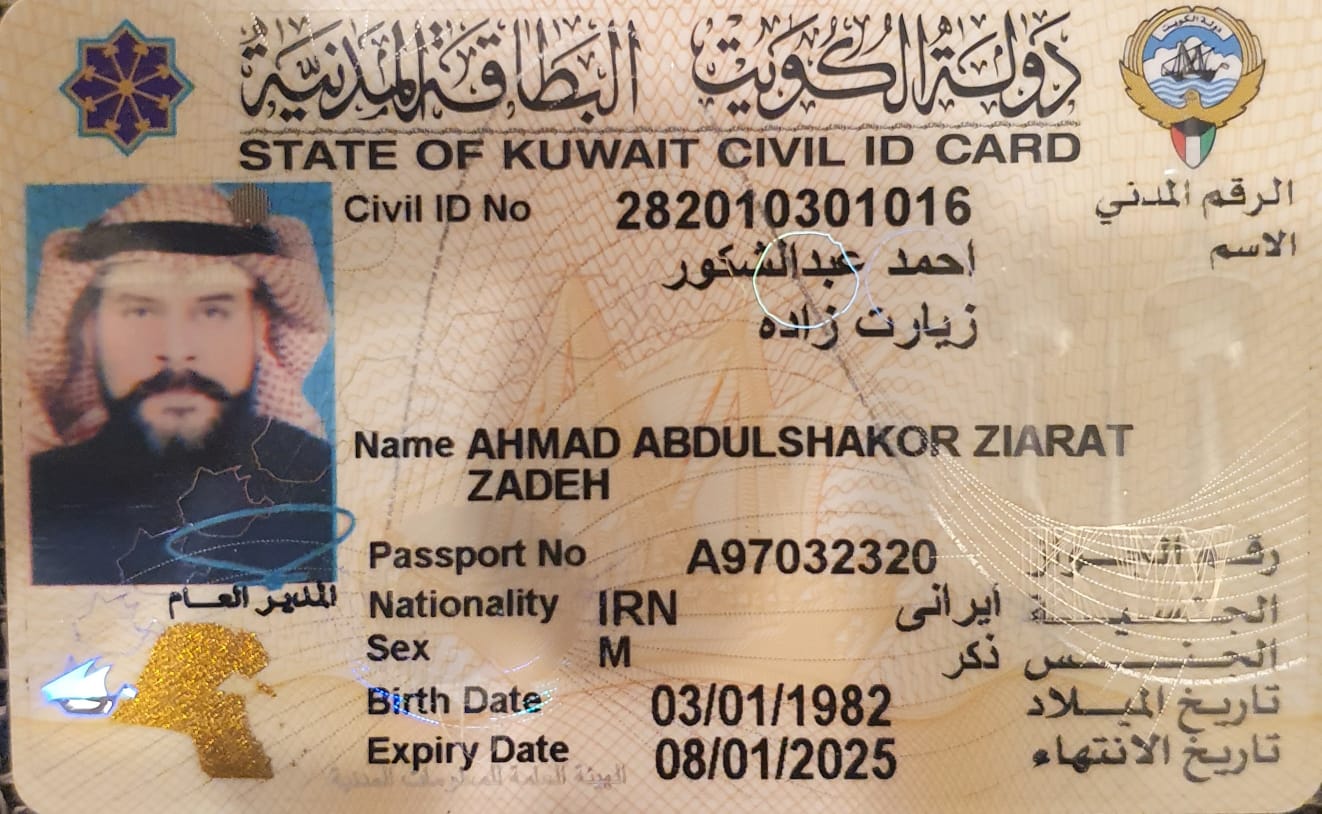 دولة الكويت البطاقة المدنية
STATE OF KUWAIT CIVIL ID CARD
Civil ID No 282010301016 الرقم المدني
احمد عبدالشكور الاسم
زيارت زاده
Name AHMAD ABDULSHAKOR ZIARAT
ZADEH
Passport No A97032320 رقم الجواز
المدير العام
Nationality IRN أيرانى الجنسية
Sex M ذكر الجنس
Birth Date 03/01/1982 تاريخ الميلاد
Expiry Date 08/01/2025 تاريخ الانتهاء
الهيئة العامة للمعلومات المدنية